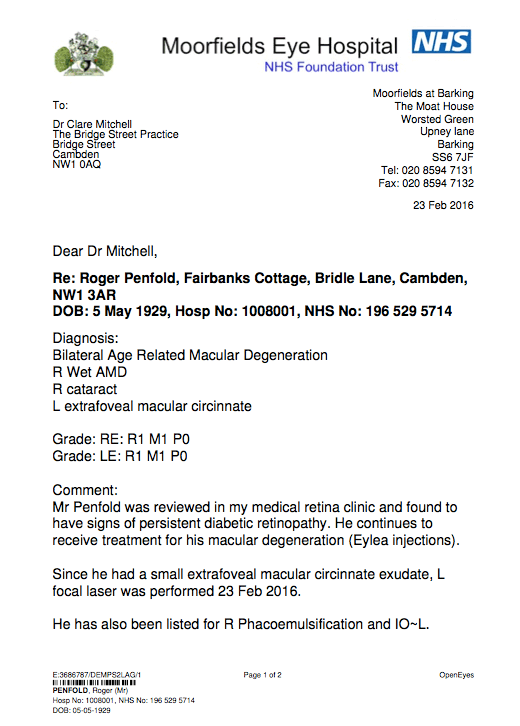 Moorfields Eye Hospital NHS
NHS Foundation Trust
Moorfields at Barking
The Moat House
Worsted Green
Upney lane
Barking
SS6 7JF
Tel: 020 8594 7131
Fax: 020 8594 7132
23 Feb 2016
To:
Dr Clare Mitchell
The Bridge Street Practice
Bridge Street
Cambden
NW1 0AQ
Dear Dr Mitchell,
Re: Roger Penfold, Fairbanks Cottage, Bridle Lane, Cambden,
NW1 3AR
DOB: 5 May 1929, Hosp No: 1008001, NHS No: 196 529 5714
Diagnosis:
Bilateral Age Related Macular Degeneration
R Wet AMD
R cataract
L extrafoveal macular circinnate
Grade: RE: R1 M1 P0
Grade: LE: R1 M1 P0
Comment:
Mr Penfold was reviewed in my medical retina clinic and found to
have signs of persistent diabetic retinopathy. He continues to
receive treatment for his macular degeneration (Eylea injections).
Since he had a small extrafoveal macular circinnate exudate, L
focal laser was performed 23 Feb 2016.
He has also been listed for R Phacoemulsification and IO~L.
E:3686787/DEMPS2LAG/1
Page 1 of 2
OpenEyes
PENFOLD, Roger (Mr)
Hosp No: 1008001, NHS No: 196 529 5714
DOB: 05-05-1929